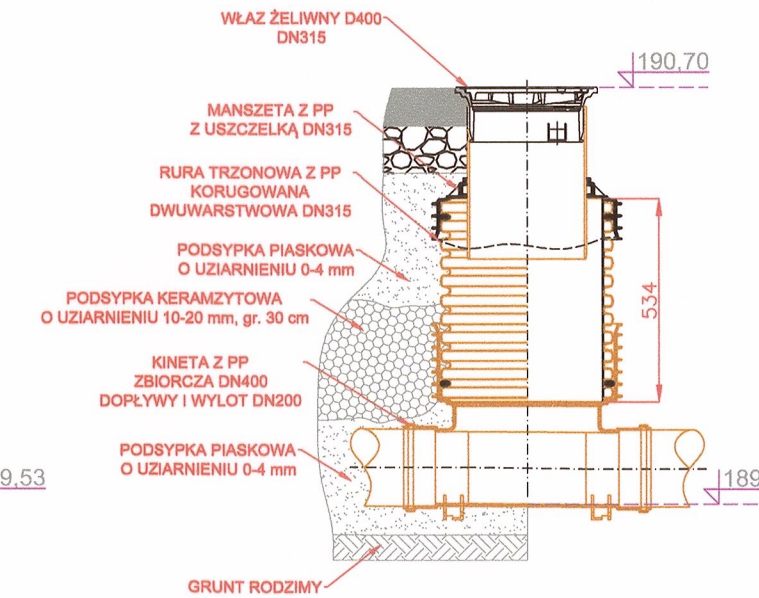 WŁAZ ŻELIWNY D400
DN315
190,70
MANSZETA Z PP
Z USZCZELKĄ DN315
RURA TRZONOWA Z PP
KORUGOWANA
DWUWARSTWOWA DN315
PODSYPKA PIASKOWA
O UZIARNIENIU 0-4 mm
PODSYPKA KERAMZYTOWA
O UZIARNIENIU 10-20 mm, gr. 30 cm
534
KINETA Z PP
ZBIORCZA DN400
DOPŁYWY I WYLOT DN200
PODSYPKA PIASKOWA
O UZIARNIENIU 0-4 mm
9,53
189
GRUNT RODZIMY